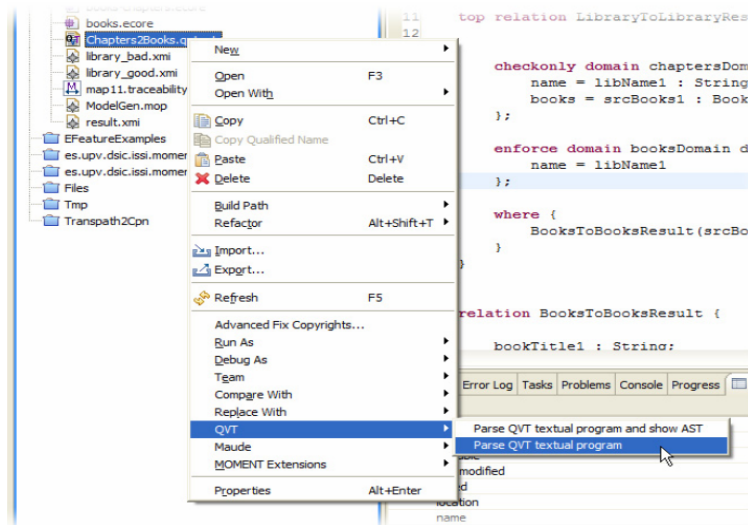 books.ecore
Chapters2Books.q
library_bad.xmi
library_good.xmi
map11.traceability
ModelGen.mop
result.xmi
EFeatureExamples
es.upv.dsic.issi.momer
es.upv.dsic.issi.momer
Files
Tmp
Transpath2Cpn
New
Open F3
Open With
Copy Ctrl+C
Copy Qualified Name
Paste Ctrl+V
Delete Delete
Build Path
Refactor Alt+Shift+T
Import...
Export...
Refresh F5
Advanced Fix Copyrights...
Run As
Debug As
Team
Compare With
Replace With
QVT
Maude
MOMENT Extensions
Properties Alt+Enter
Parse QVT textual program and show AST
Parse QVT textual program
11 top relation LibraryToLibraryRes
12
checkonly domain chaptersDom
name = libName1 : String
books = srcBooks1 : Book
};
enforce domain booksDomain d
name = libName1
};
where {
BooksToBooksResult(srcBo
}
}
relation BooksToBooksResult {
bookTitle1 : String;
Error Log Tasks Problems Console Progress
modified
location
name